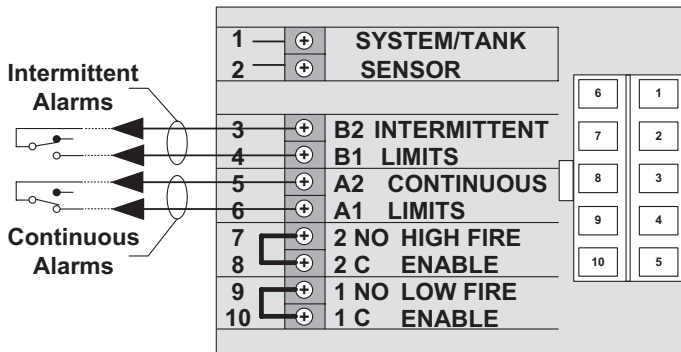 1 SYSTEM/TANK
2 SENSOR
Intermittent
Alarms
3 B2 INTERMITTENT
4 B1 LIMITS
5 A2 CONTINUOUS
6 A1 LIMITS
Continuous
Alarms
7 2 NO HIGH FIRE
8 2 C ENABLE
9 1 NO LOW FIRE
10 1 C ENABLE
6 1
7 2
8 3
9 4
10 5